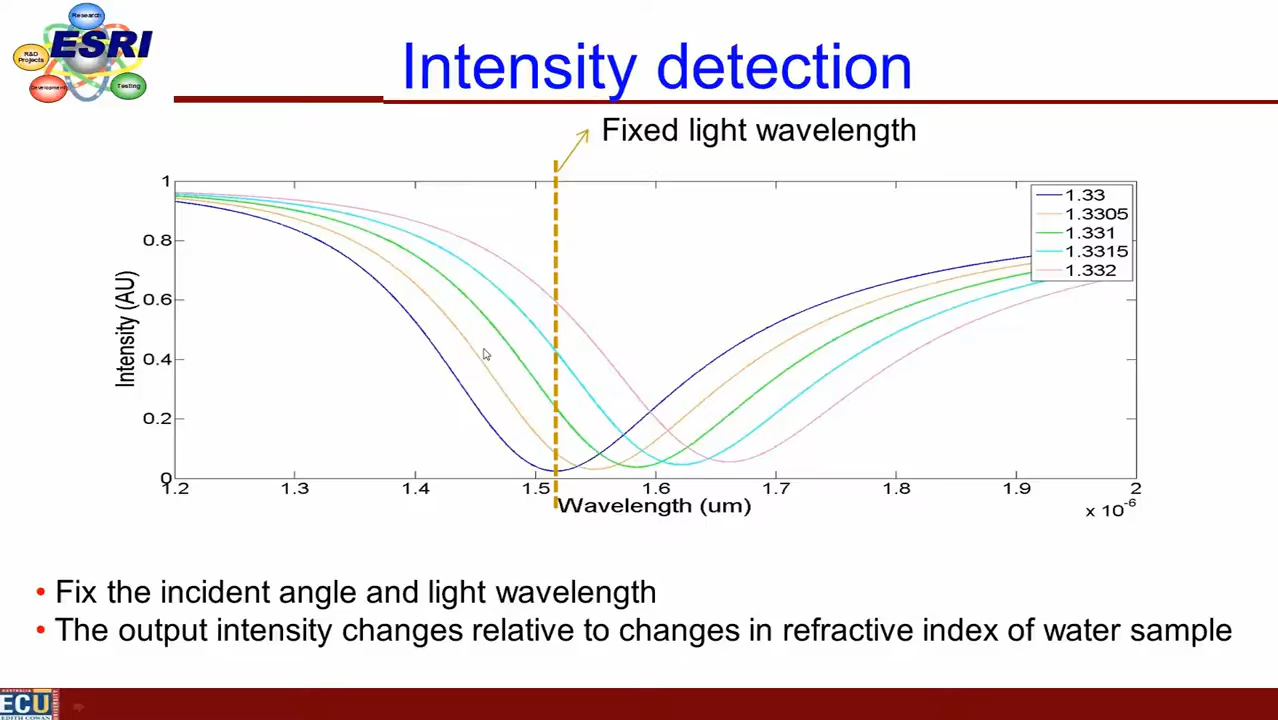 Research
ESRI
R&D
Projects
Development
Testing
Intensity detection
Fixed light wavelength
1
0.8
0.6
0.4
0.2
0
Intensity (AU)
1.33
1.3305
1.331
1.3315
1.332
1.2 1.3 1.4 1.5 1.6 1.7 1.8 1.9 2
Wavelength (um)
x 10-6
• Fix the incident angle and light wavelength
• The output intensity changes relative to changes in refractive index of water sample
AUSTRALIA
ECU
EDITH COWAN